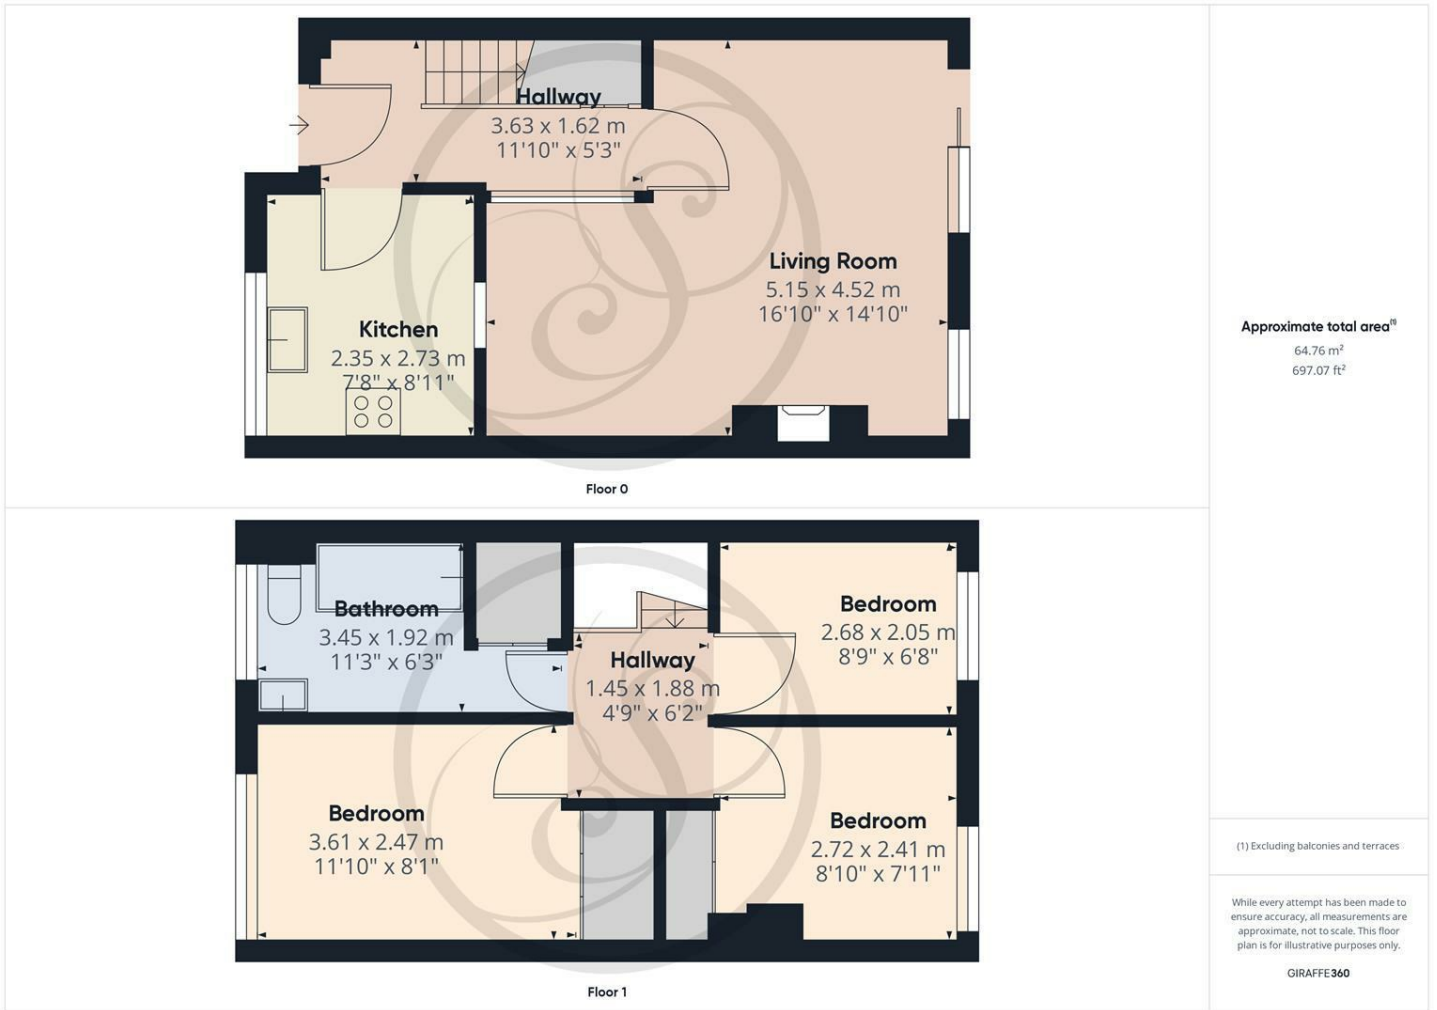 Hallway
3.63 x 1.62 m
11'10" x 5'3"
Living Room
5.15 x 4.52 m
16'10" x 14'10"
Kitchen
2.35 x 2.73 m
7'8" x 8'11"
Floor 0
Bathroom
3.45 x 1.92 m
11'3" x 6'3"
Hallway
1.45 x 1.88 m
4'9" x 6'2"
Bedroom
2.68 x 2.05 m
8'9" x 6'8"
Bedroom
3.61 x 2.47 m
11'10" x 8'1"
Bedroom
2.72 x 2.41 m
8'10" x 7'11"
Floor 1
Approximate total area(1)
64.76 m²
697.07 ft²
(1) Excluding balconies and terraces
While every attempt has been made to
ensure accuracy, all measurements are
approximate, not to scale. This floor
plan is for illustrative purposes only.
GIRAFFE360